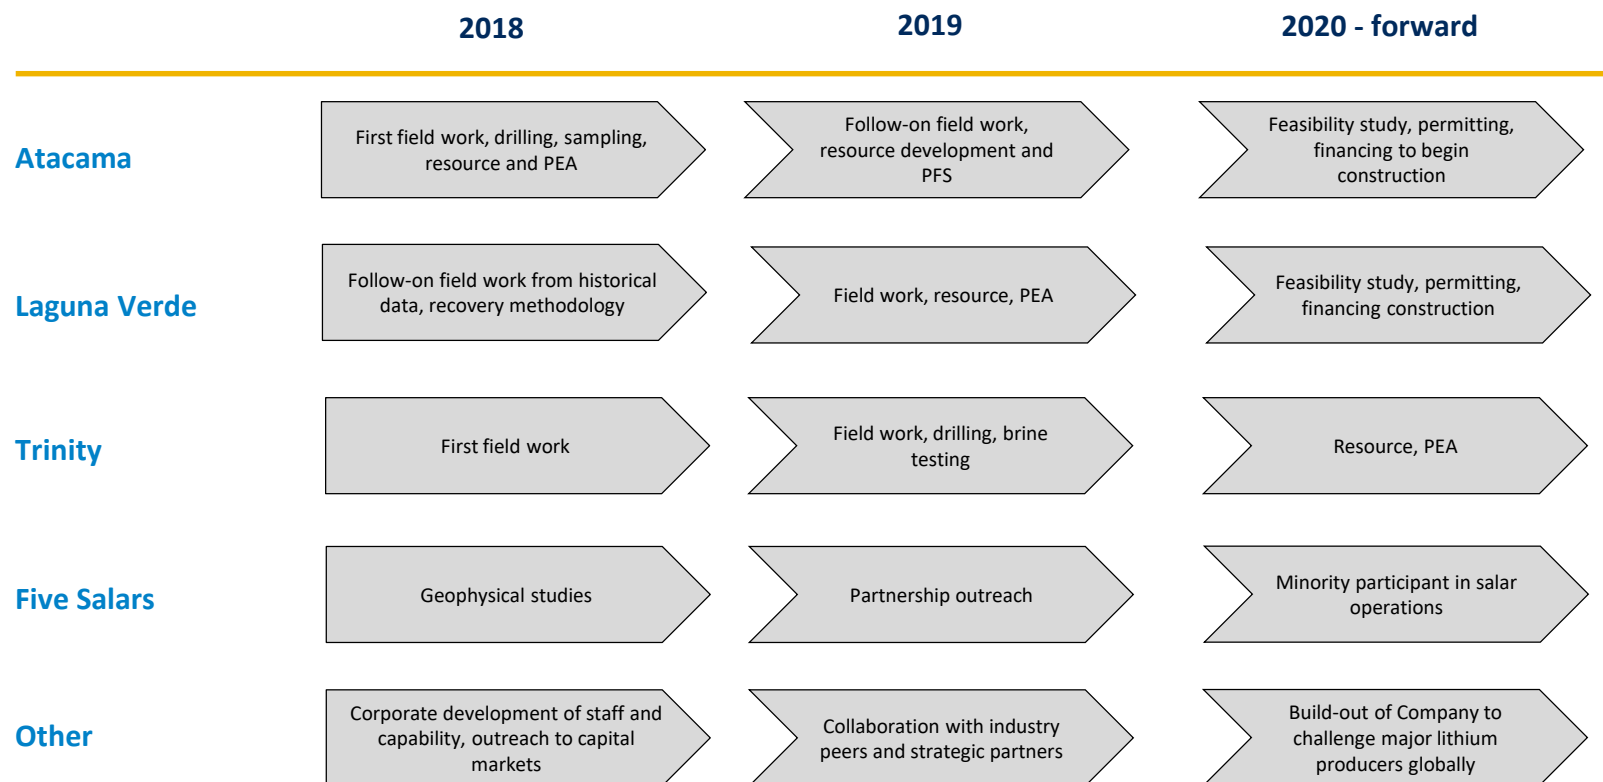 2018
2019
2020 - forward
Atacama
First field work, drilling, sampling,
resource and PEA
Follow-on field work,
resource development and
PFS
Feasibility study, permitting,
financing to begin
construction
Laguna Verde
Follow-on field work from historical
data, recovery methodology
Field work, resource, PEA
Feasibility study, permitting,
financing construction
Trinity
First field work
Field work, drilling, brine
testing
Resource, PEA
Five Salars
Geophysical studies
Partnership outreach
Minority participant in salar
operations
Other
Corporate development of staff and
capability, outreach to capital
markets
Collaboration with industry
peers and strategic partners
Build-out of Company to
challenge major lithium
producers globally